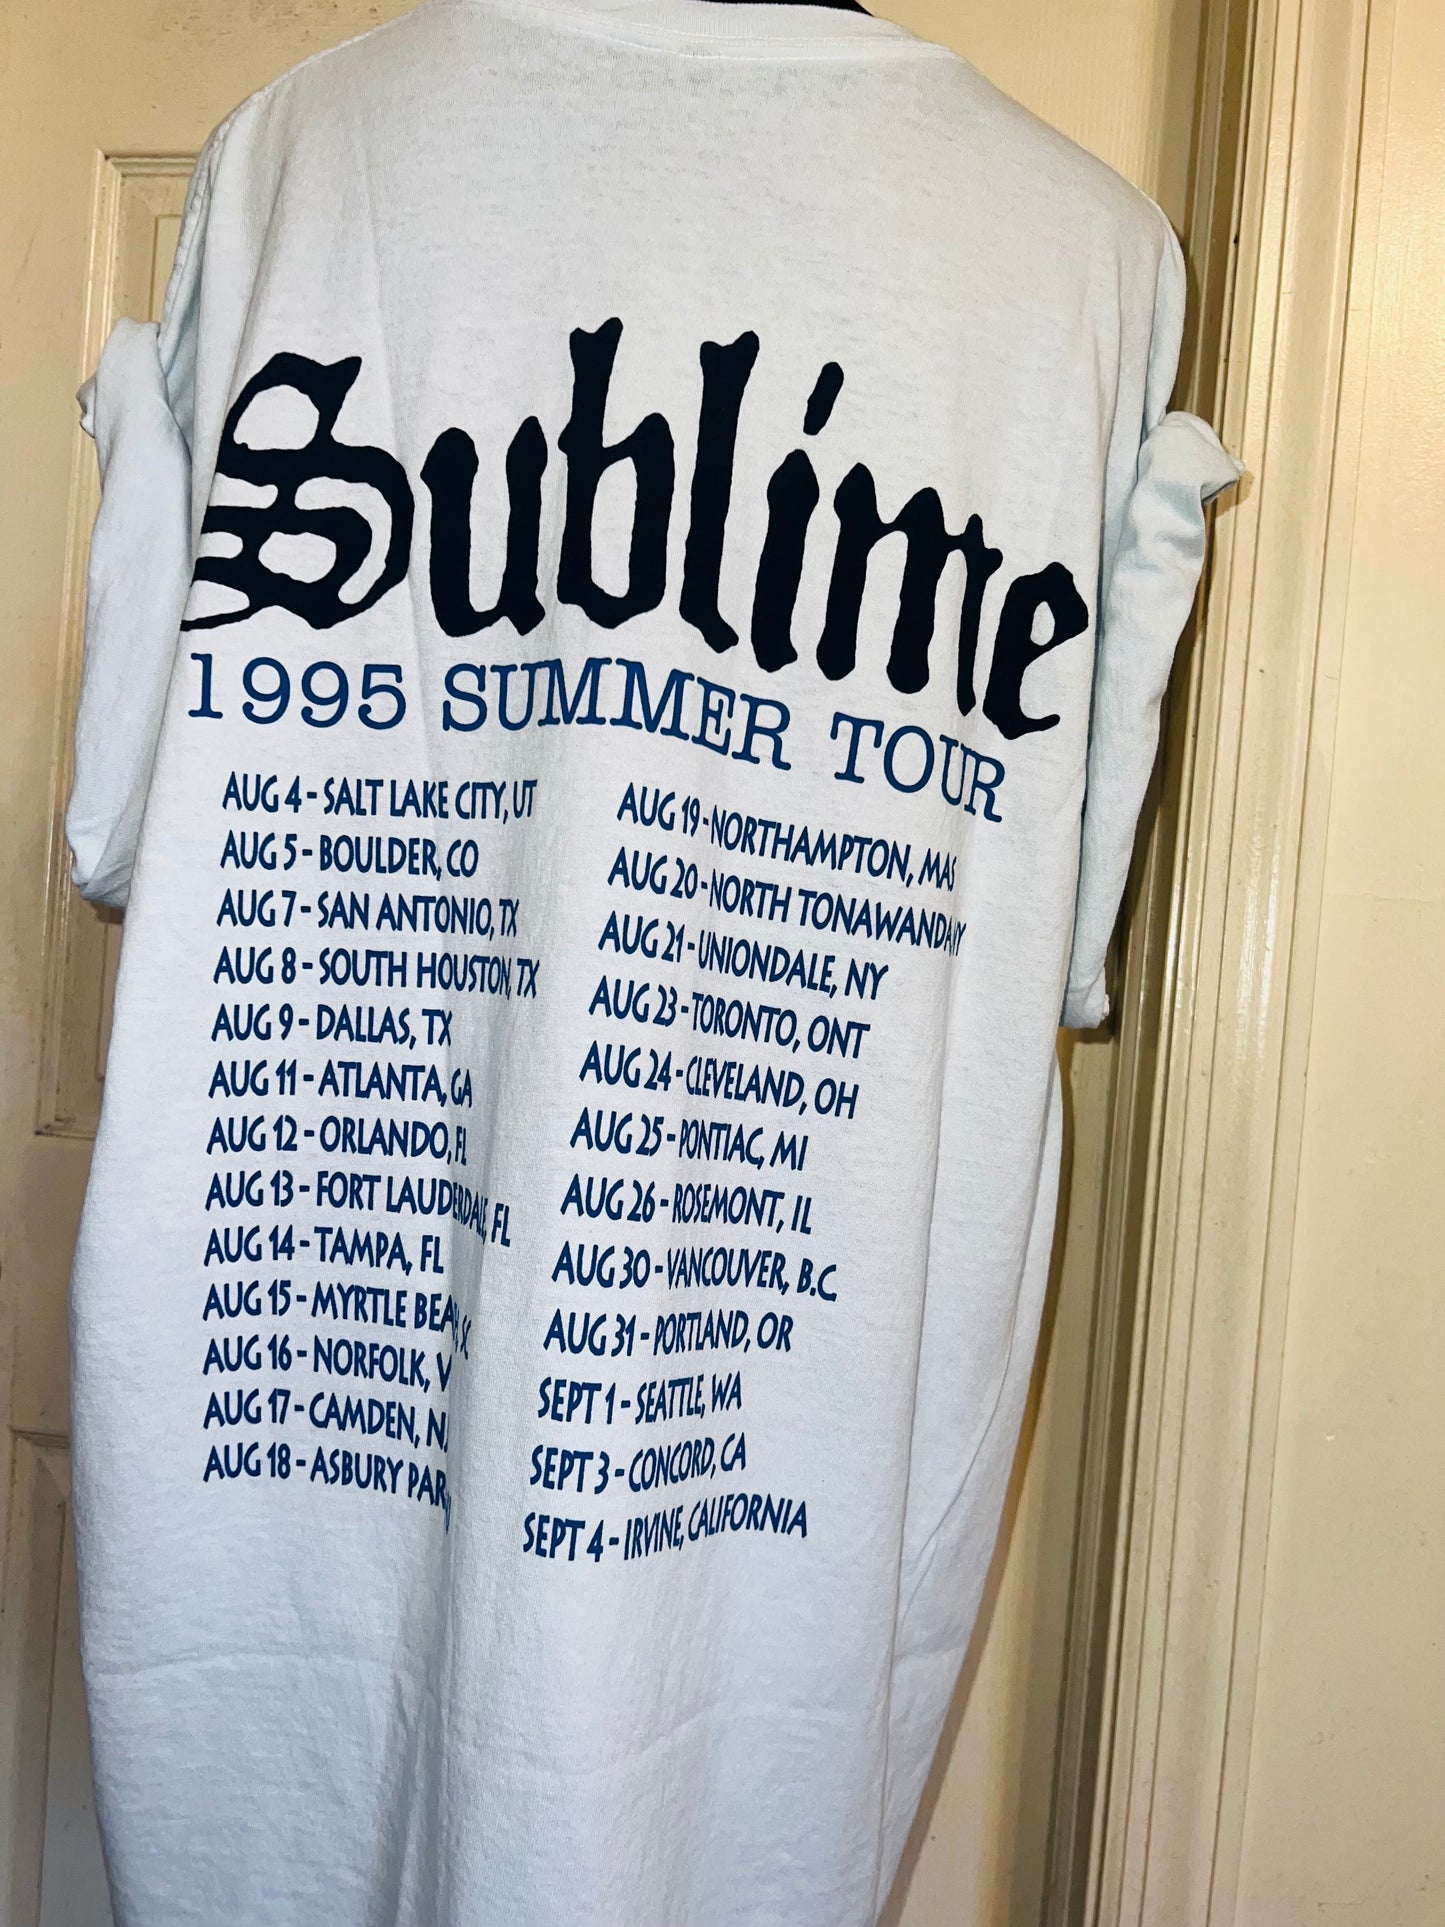 Sublime
1995 SUMMER TOUR
AUG 4 - SALT LAKE CITY, UT
AUG 5 - BOULDER, CO
AUG 7 - SAN ANTONIO, TX
AUG 8 - SOUTH HOUSTON, TX
AUG 9 - DALLAS, TX
AUG 11 - ATLANTA, GA
AUG 12 - ORLANDO, FL
AUG 13 - FORT LAUDERDALE, FL
AUG 14 - TAMPA, FL
AUG 15 - MYRTLE BEA
AUG 16 - NORFOLK,
AUG 17 - CAMDEN,
AUG 18 - ASBURY
AUG 19 - NORTHAMPTON, MAS
AUG 20 - NORTH TONAWANDA
AUG 21 - UNIONDALE, NY
AUG 23 - TORONTO, ONT
AUG 24 - CLEVELAND, OH
AUG 25 - PONTIAC, MI
AUG 26 - ROSEMONT, IL
AUG 30 - VANCOUVER, B.C.
AUG 31 - PORTLAND, OR
SEPT 1 - SEATTLE, WA
SEPT 3 - CONCORD, CA
SEPT 4 - IRVINE, CALIFORNIA